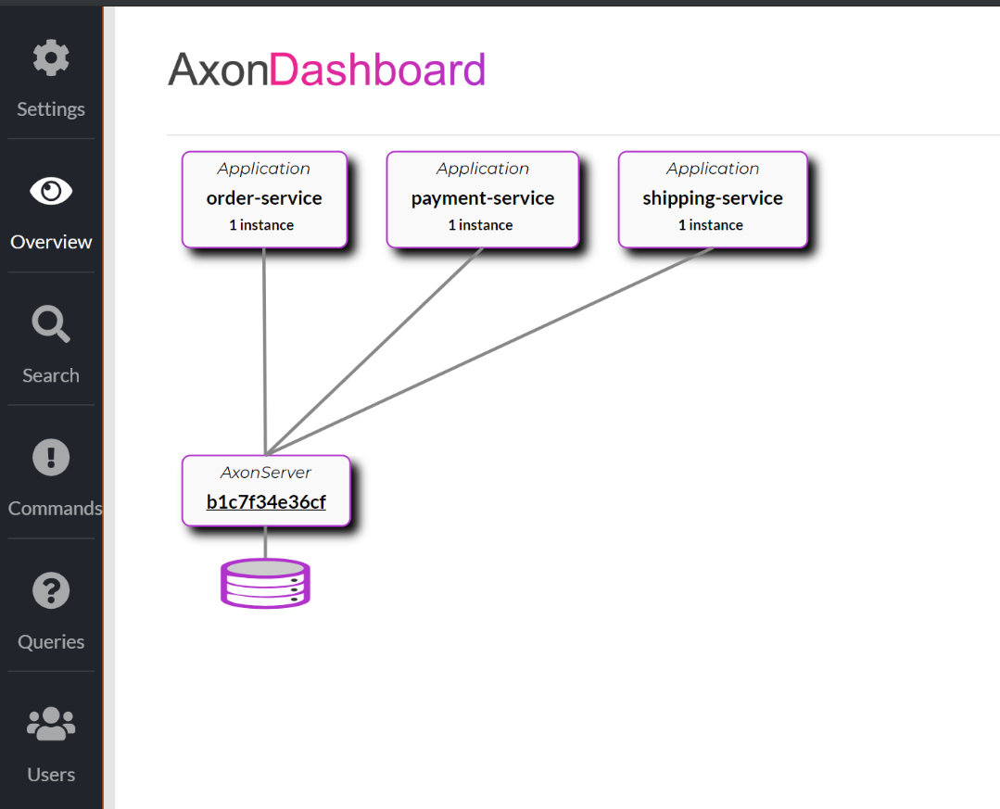 AxonDashboard
Settings
Overview
Search
Commands
Queries
Users
Application
order-service
1 instance
Application
payment-service
1 instance
Application
shipping-service
1 instance
AxonServer
b1c7f34e36cf